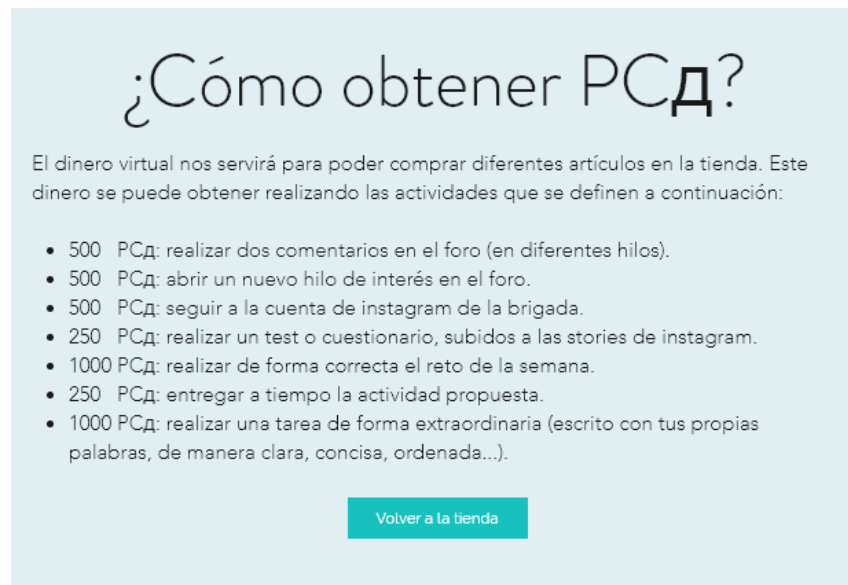 ¿Cómo obtener PCд?
El dinero virtual nos servirá para poder comprar diferentes artículos en la tienda. Este
dinero se puede obtener realizando las actividades que se definen a continuación:
• 500 PCд: realizar dos comentarios en el foro (en diferentes hilos).
• 500 PCд: abrir un nuevo hilo de interés en el foro.
• 500 PCд: seguir a la cuenta de instagram de la brigada.
• 250 PCд: realizar un test o cuestionario, subidos a las stories de instagram.
• 1000 PCд: realizar de forma correcta el reto de la semana.
• 250 PCд: entregar a tiempo la actividad propuesta.
• 1000 PCд: realizar una tarea de forma extraordinaria (escrito con tus propias
palabras, de manera clara, concisa, ordenada...).
Volver a la tienda